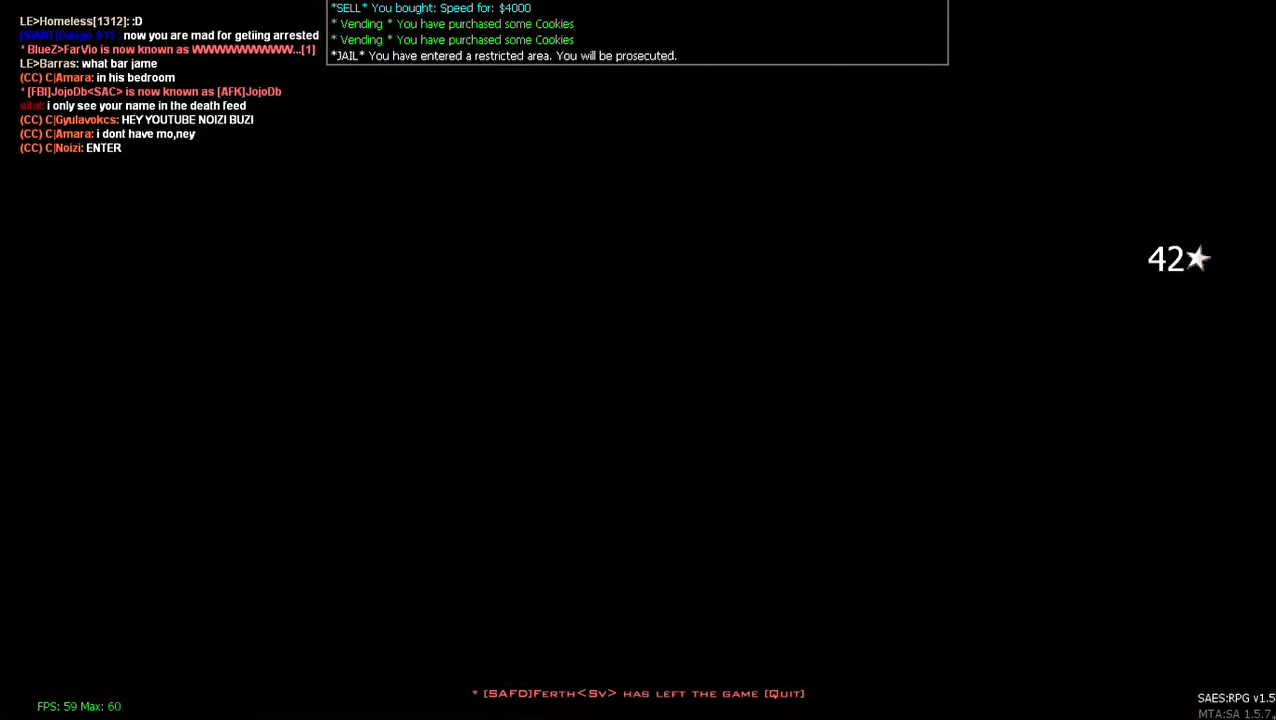 LE>Homeless[1312]: :D
[SWAT]Dango 911: now you are mad for getiing arrested
* BlueZ>FarVio is now known as WWWWWWWWWW...[1]
LE>Barras: what bar jame
(CC) C|Amara: in his bedroom
* [FBI]JojoDb<SAC> is now known as [AFK]JojoDb
i only see your name in the death feed
(CC) C|Gyulavokcs: HEY YOUTUBE NOIZI BUZI
(CC) C|Amara: i dont have mo,ney
(CC) C|Noizi: ENTER
*SELL* You bought: Speed for: $4000
* Vending * You have purchased some Cookies
* Vending * You have purchased some Cookies
*JAIL* You have entered a restricted area. You will be prosecuted.
42
* [SAFD]Ferth<Sv> has left the game [Quit]
FPS: 59 Max: 60
SAES:RPG v1.5
MTA:SA 1.5.7